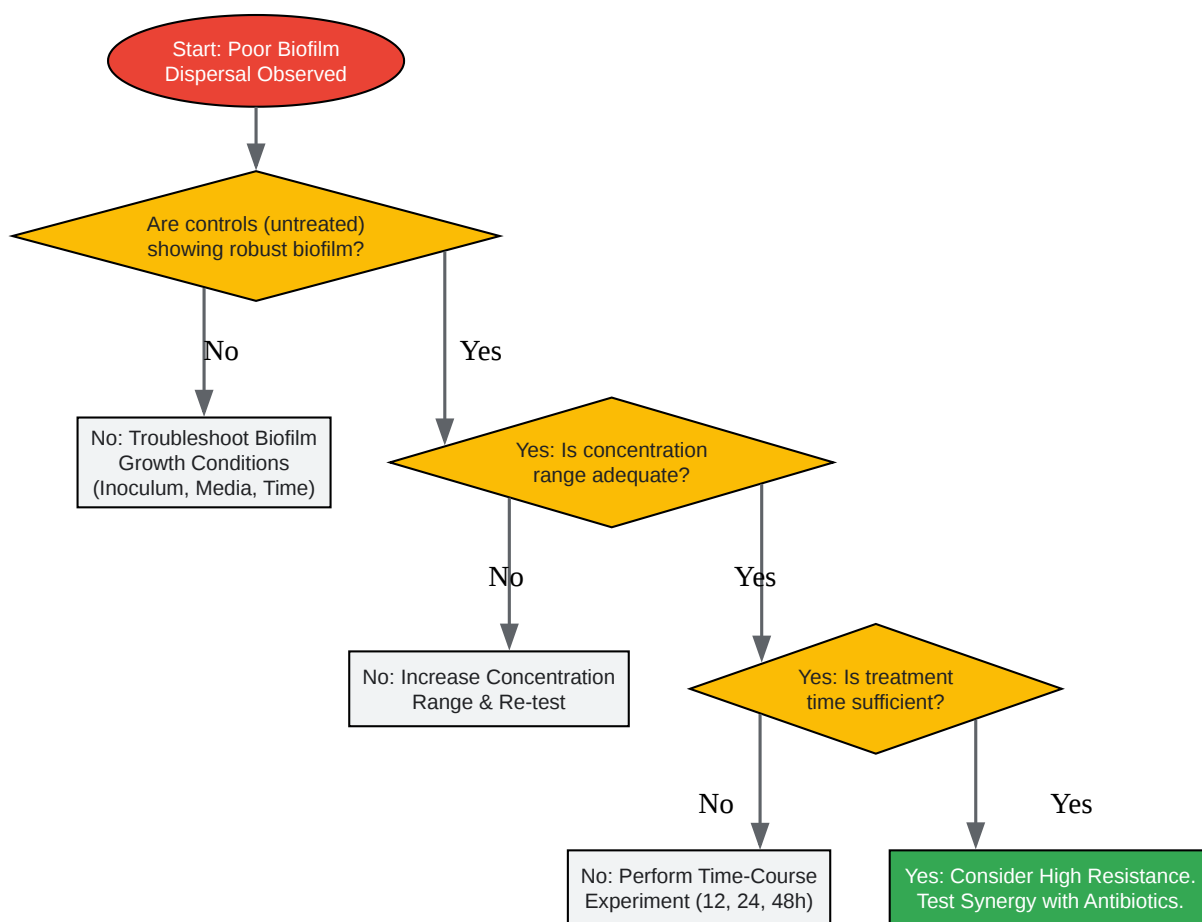 Start: Poor Biofilm
Dispersal Observed
Are controls (untreated)
showing robust biofilm?
No
Yes
No: Troubleshoot Biofilm
Growth Conditions
(Inoculum, Media, Time)
Yes: Is concentration
range adequate?
No
Yes
No: Increase Concentration
Range & Re-test
Yes: Is treatment
time sufficient?
No
Yes
No: Perform Time-Course
Experiment (12, 24, 48h)
Yes: Consider High Resistance.
Test Synergy with Antibiotics.